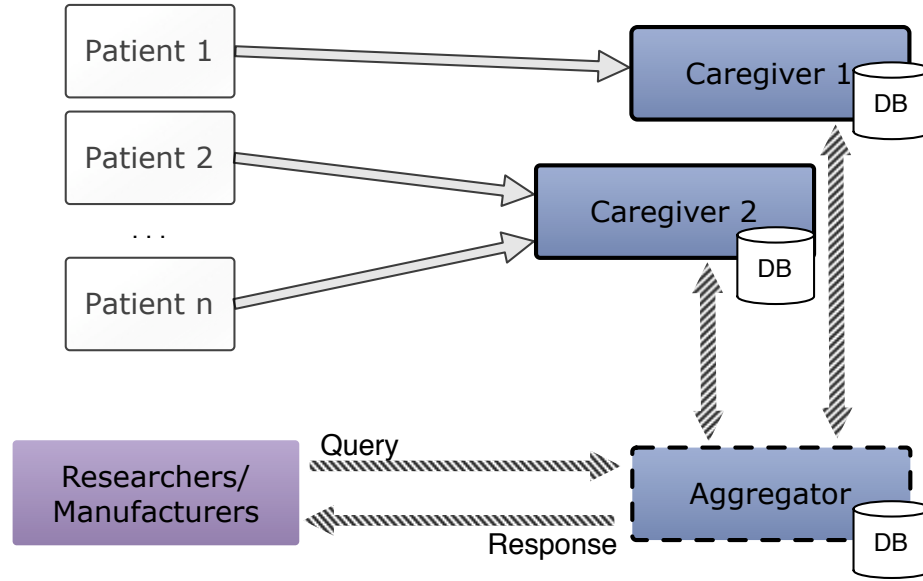 Patient 1
Caregiver 1
DB
Patient 2
Caregiver 2
DB
. . .
Patient n
Query
Researchers/
Manufacturers
Aggregator
DB
Response